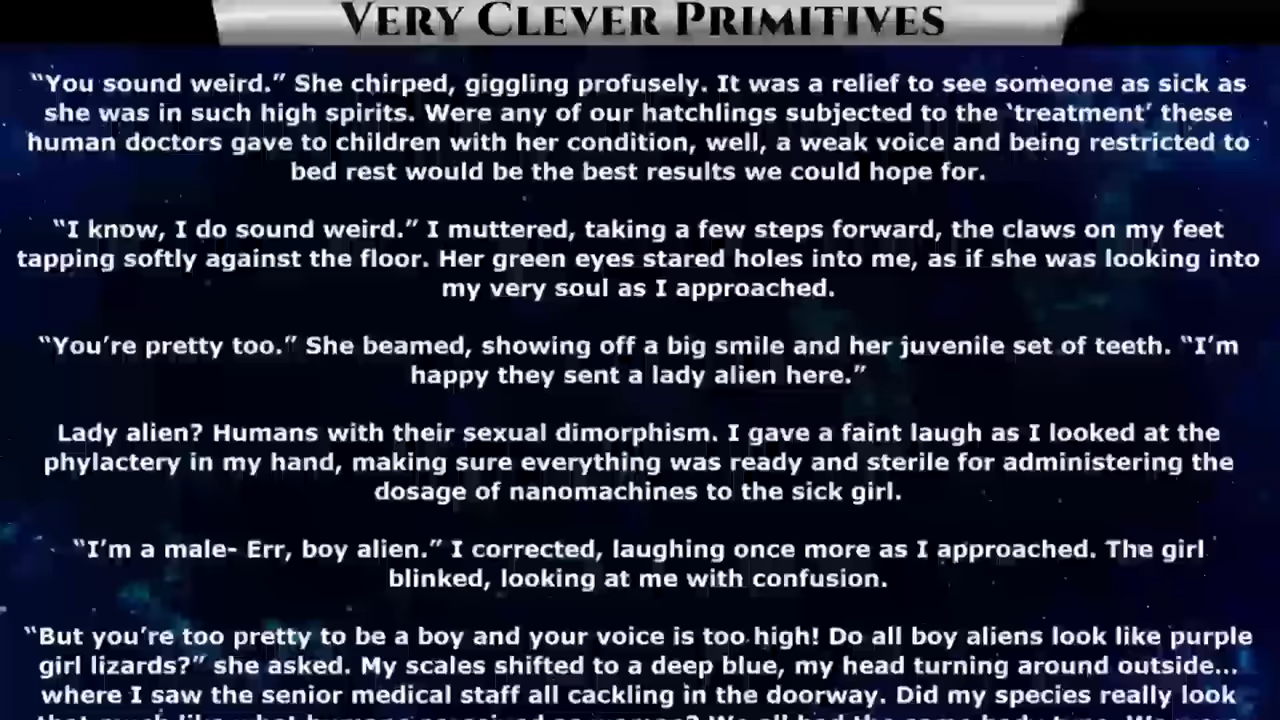 VERY CLEVER PRIMITIVES
“You sound weird.” She chirped, giggling profusely. It was a relief to see someone as sick as
she was in such high spirits. Were any of our hatchlings subjected to the ‘treatment’ these
human doctors gave to children with her condition, well, a weak voice and being restricted to
bed rest would be the best results we could hope for.
“I know, I do sound weird.” I muttered, taking a few steps forward, the claws on my feet
tapping softly against the floor. Her green eyes stared holes into me, as if she was looking into
my very soul as I approached.
“You’re pretty too.” She beamed, showing off a big smile and her juvenile set of teeth. “I’m
happy they sent a lady alien here.”
Lady alien? Humans with their sexual dimorphism. I gave a faint laugh as I looked at the
phylactery in my hand, making sure everything was ready and sterile for administering the
dosage of nanomachines to the sick girl.
“I’m a male- Err, boy alien.” I corrected, laughing once more as I approached. The girl
blinked, looking at me with confusion.
“But you’re too pretty to be a boy and your voice is too high! Do all boy aliens look like purple
girl lizards?” she asked. My scales shifted to a deep blue, my head turning around outside...
where I saw the senior medical staff all cackling in the doorway. Did my species really look